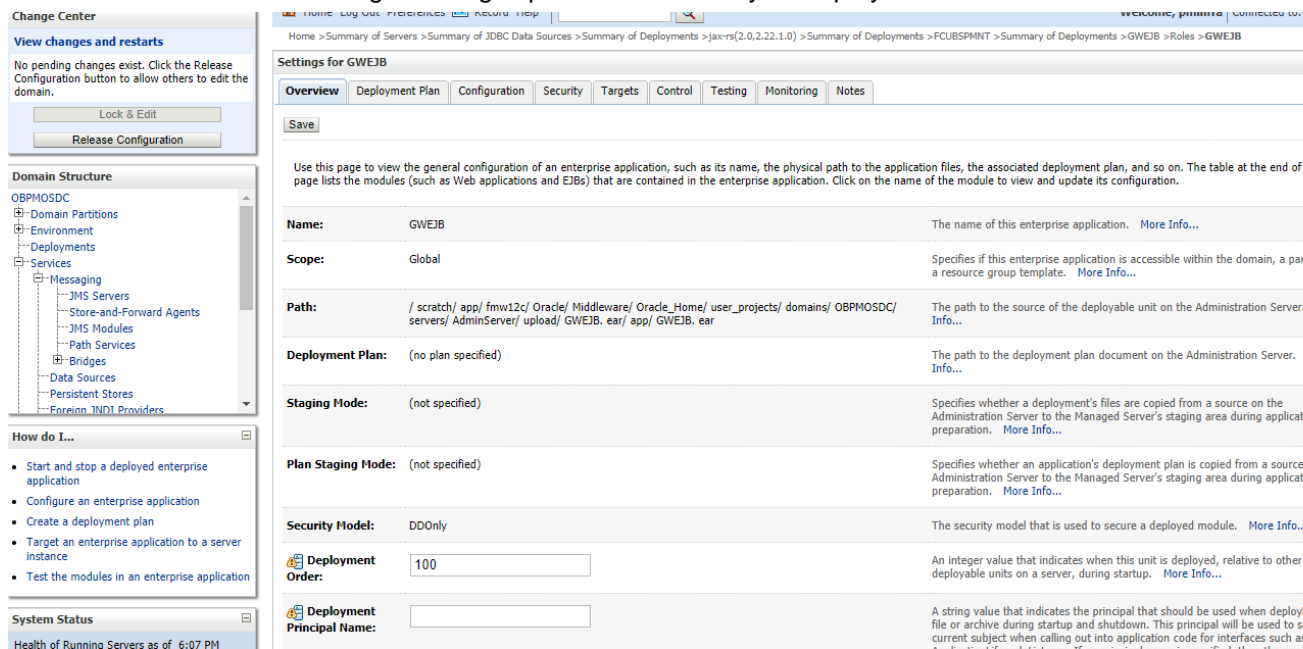 Change Center
View changes and restarts
No pending changes exist. Click the Release
Configuration button to allow others to edit the
domain.
Lock & Edit
Release Configuration
Domain Structure
OBPMOSDC
Domain Partitions
Environment
Deployments
Services
Messaging
JMS Servers
Store-and-Forward Agents
JMS Modules
Path Services
Bridges
Data Sources
Persistent Stores
Foreign JNDI Providers
How do I...
Start and stop a deployed enterprise
application
Configure an enterprise application
Create a deployment plan
Target an enterprise application to a server
instance
Test the modules in an enterprise application
System Status
Health of Running Servers as of 6:07 PM
Home Log Out Preferences Record Help
Welcome, Connected to:
Home >Summary of Servers >Summary of JDBC Data Sources >Summary of Deployments >jax-rs(2.0,2.22.1.0) >Summary of Deployments >FCUBSPMNT >Summary of Deployments >GWEJB >Roles >GWEJB
Settings for GWEJB
Overview Deployment Plan Configuration Security Targets Control Testing Monitoring Notes
Save
Use this page to view the general configuration of an enterprise application, such as its name, the physical path to the application files, the associated deployment plan, and so on. The table at the end of
page lists the modules (such as Web applications and EJBs) that are contained in the enterprise application. Click on the name of the module to view and update its configuration.
Name: GWEJB The name of this enterprise application. More Info...
Scope: Global Specifies if this enterprise application is accessible within the domain, a
a resource group template. More Info...
Path: / scratch/ app/ fmw12c/ Oracle/ Middleware/ Oracle_Home/ user_projects/ domains/ OBPMOSDC/ The path to the source of the deployable unit on the Administration Server.
servers/ AdminServer/ upload/ GWEJB. ear/ app/ GWEJB. ear Info...
Deployment Plan: (no plan specified) The path to the deployment plan document on the Administration Server.
Info...
Staging Mode: (not specified) Specifies whether a deployment's files are copied from a source on the
Administration Server to the Managed Server's staging area during
preparation. More Info...
Plan Staging Mode: (not specified) Specifies whether an application's deployment plan is copied from a source
Administration Server to the Managed Server's staging area during
preparation. More Info...
Security Model: DDOnly The security model that is used to secure a deployed module. More Info...
Deployment
Order: 100 An integer value that indicates when this unit is deployed, relative to other
deployable units on a server, during startup. More Info...
Deployment
Principal Name: A string value that indicates the principal that should be used when
file or archive during startup and shutdown. This principal will be used to
current subject when calling out into application code for interfaces such as